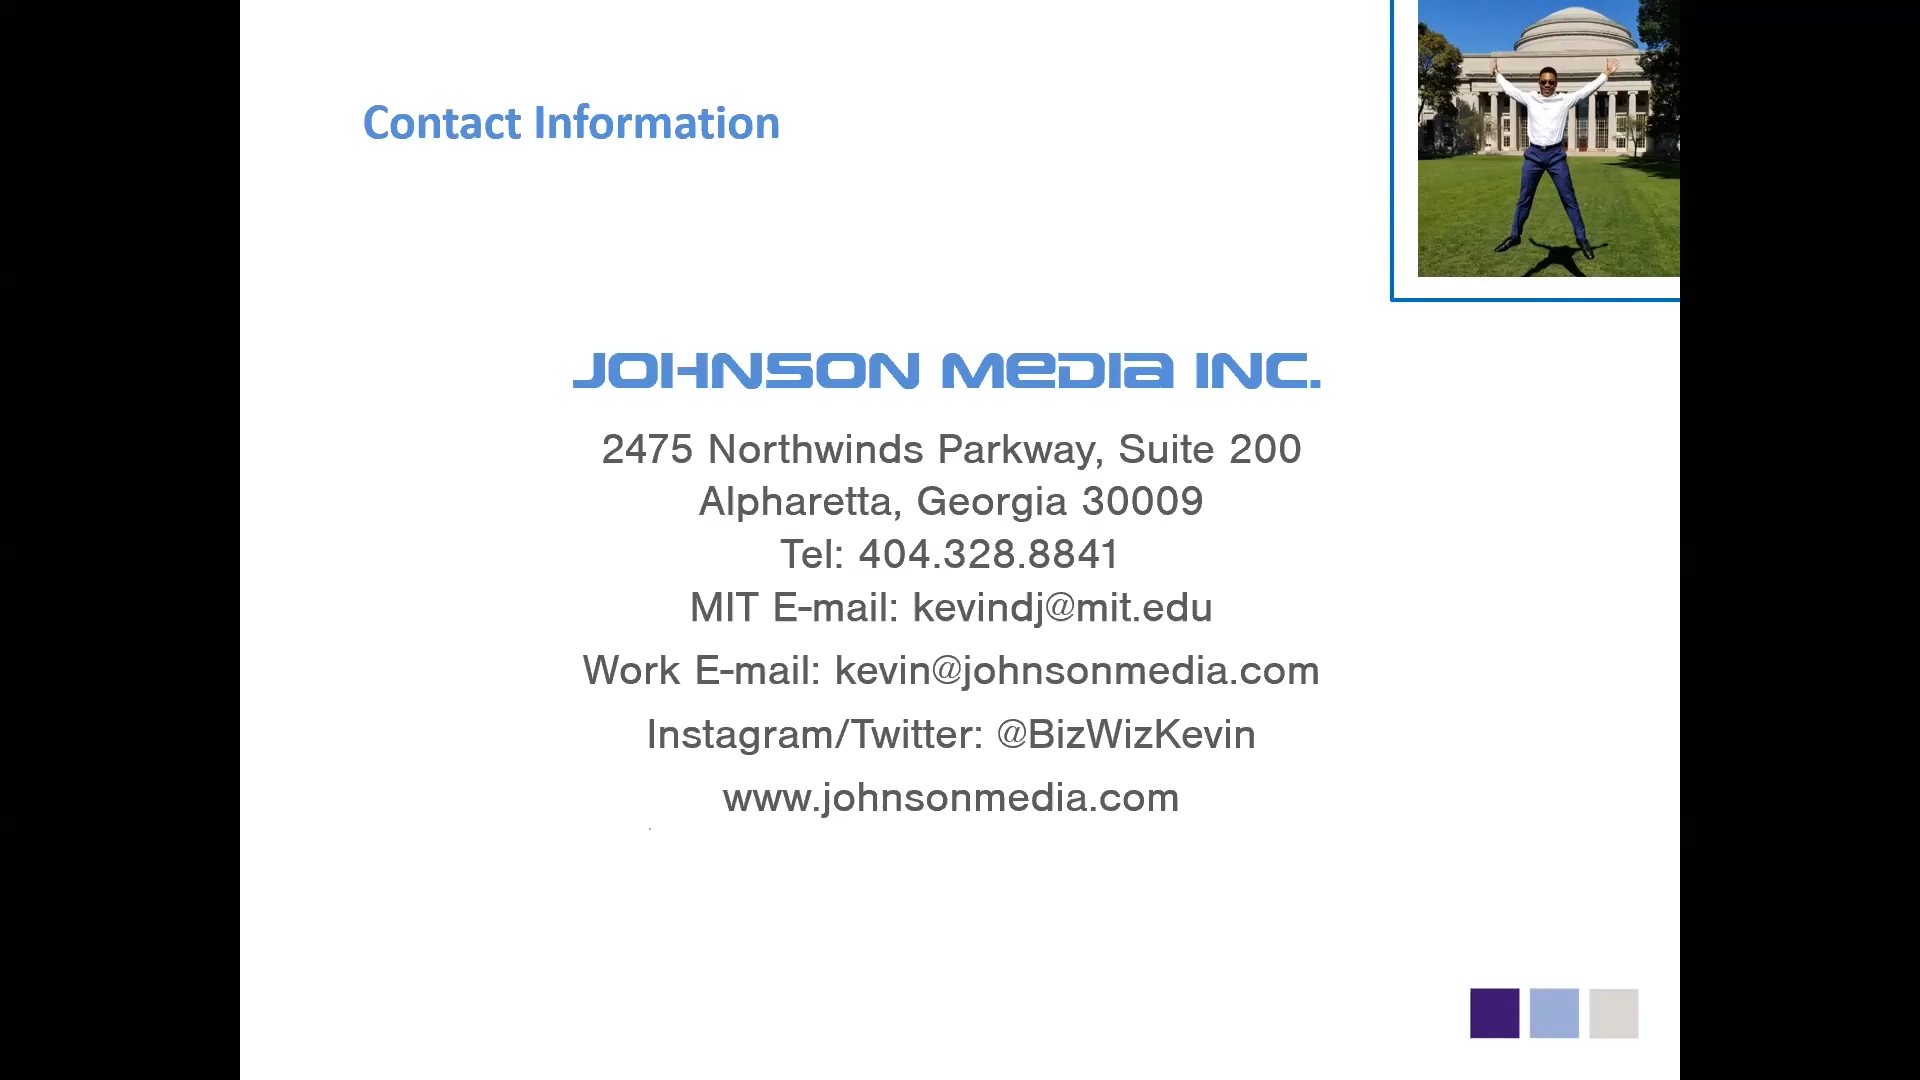 Contact Information
JOHNSON MEDIA INC.
2475 Northwinds Parkway, Suite 200
Alpharetta, Georgia 30009
Tel: 404.328.8841
MIT E-mail: kevindj@mit.edu
Work E-mail: kevin@johnsonmedia.com
Instagram/Twitter: @BizWizKevin
www.johnsonmedia.com